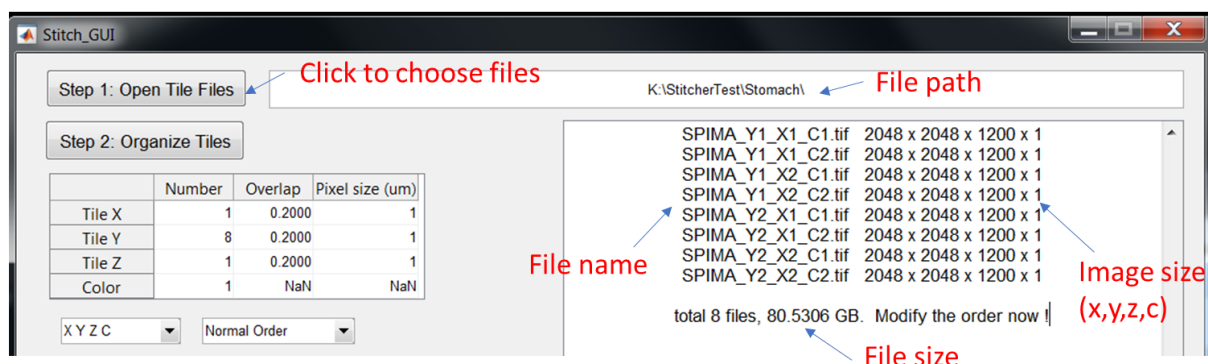 Stitch_GUI
Step 1: Open Tile Files
Click to choose files
K:\StitcherTest\Stomach\
File path
Step 2: Organize Tiles
Number Overlap Pixel size (um)
Tile X 1 0.2000 1
Tile Y 8 0.2000 1
Tile Z 1 0.2000 1
Color 1 NaN NaN
X Y Z C
Normal Order
SPIMA_Y1_X1_C1.tif 2048 x 2048 x 1200 x 1
SPIMA_Y1_X1_C2.tif 2048 x 2048 x 1200 x 1
SPIMA_Y1_X2_C1.tif 2048 x 2048 x 1200 x 1
SPIMA_Y1_X2_C2.tif 2048 x 2048 x 1200 x 1
SPIMA_Y2_X1_C1.tif 2048 x 2048 x 1200 x 1
SPIMA_Y2_X1_C2.tif 2048 x 2048 x 1200 x 1
SPIMA_Y2_X2_C1.tif 2048 x 2048 x 1200 x 1
SPIMA_Y2_X2_C2.tif 2048 x 2048 x 1200 x 1
File name
Image size
(x,y,z,c)
total 8 files, 80.5306 GB. Modify the order now !
File size